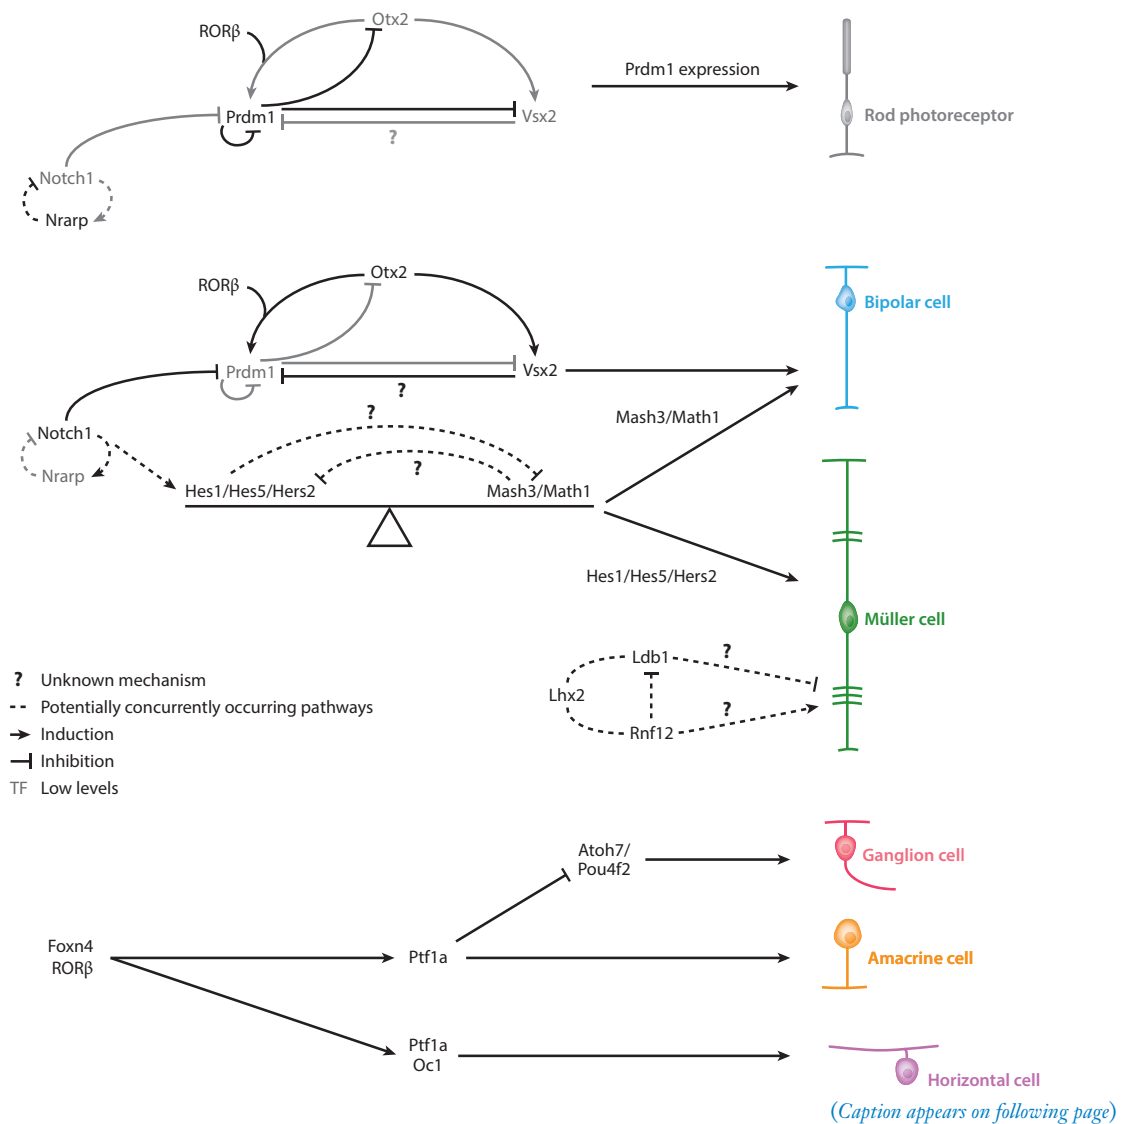 Otx2
RORβ
Prdm1 expression
Prdm1
Vsx2
?
Rod photoreceptor
Notch1
Nrarp
Otx2
RORβ
Bipolar cell
Prdm1
Vsx2
?
?
Mash3/Math1
Notch1
?
Nrarp
Hes1/Hes5/Hers2
Mash3/Math1
Hes1/Hes5/Hers2
Müller cell
Ldb1
?
Lhx2
?
Rnf12
? Unknown mechanism
Potentially concurrently occurring pathways
Induction
Inhibition
TF Low levels
Atoh7/
Pou4f2
Ganglion cell
Foxn4
RORβ
Ptf1a
Amacrine cell
Ptf1a
Oc1
Horizontal cell
(Caption appears on following page)